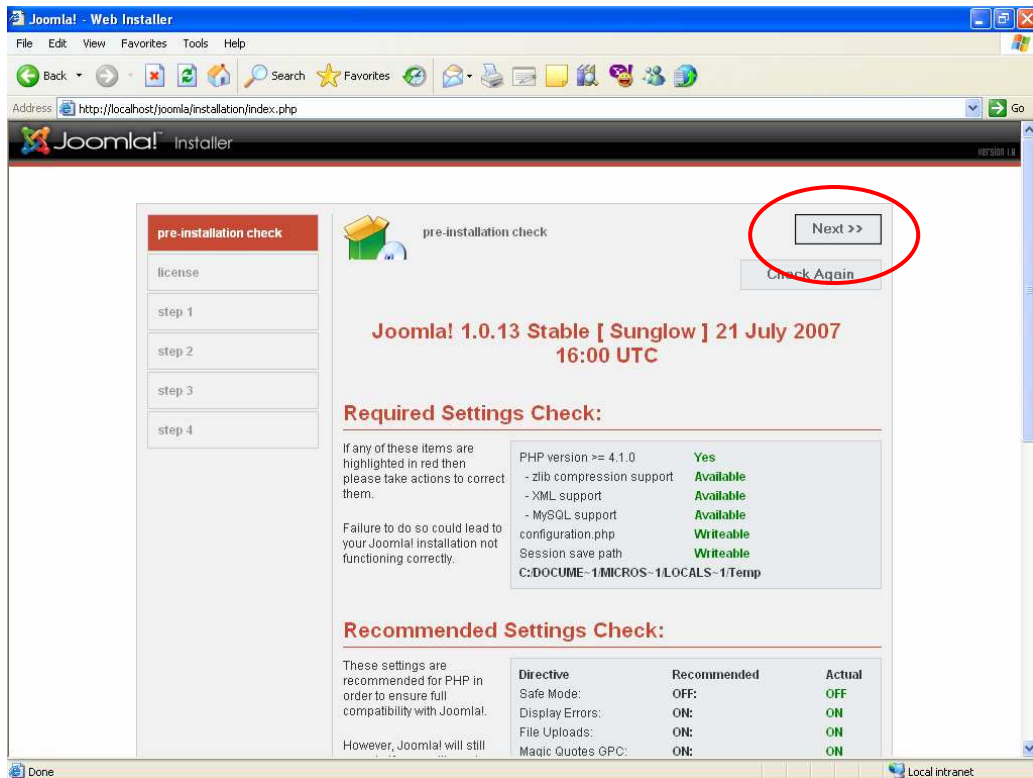 Joomla! - Web Installer
File Edit View Favorites Tools Help
Back Search Favorites
Address http://localhost/joomla/installation/index.php Go
Joomla!™ Installer
version 1.0
pre-installation check
license
step 1
step 2
step 3
step 4
pre-installation check
Next >>
Check Again
Joomla! 1.0.13 Stable [ Sunglow ] 21 July 2007
16:00 UTC
Required Settings Check:
If any of these items are
highlighted in red then
please take actions to correct
them.
Failure to do so could lead to
your Joomla! installation not
functioning correctly.
PHP version >= 4.1.0 Yes
- zlib compression support Available
- XML support Available
- MySQL support Available
configuration.php Writeable
Session save path Writeable
C:/DOCUME~1/MICROS~1/LOCALS~1/Temp
Recommended Settings Check:
These settings are
recommended for PHP in
order to ensure full
compatibility with Joomla!.
However, Joomla! will still
Directive Recommended Actual
Safe Mode: OFF: OFF
Display Errors: ON: ON
File Uploads: ON: ON
Magic Quotes GPC: ON: ON
Done Local intranet